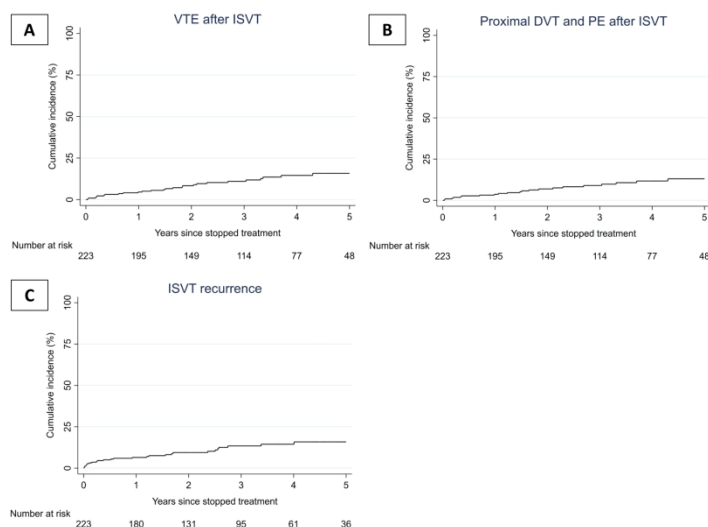 A
VTE after ISVT
100
75
50
25
0
Cumulative incidence (%)
0 1 2 3 4 5
Years since stopped treatment
Number at risk
223 195 149 114 77 48
B
Proximal DVT and PE after ISVT
100
75
50
25
0
Cumulative incidence (%)
0 1 2 3 4 5
Years since stopped treatment
Number at risk
223 195 149 114 77 48
C
ISVT recurrence
100
75
50
25
0
Cumulative incidence (%)
0 1 2 3 4 5
Years since stopped treatment
Number at risk
223 180 131 95 61 36